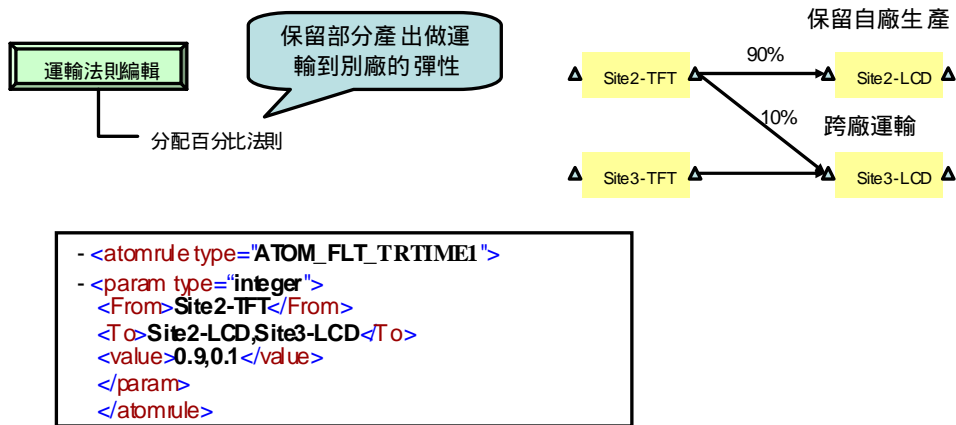 運輸法則編輯
分配百分比法則
保留部分產出做運
輸到別廠的彈性
保留自廠生產
Site2-TFT
90%
Site2-LCD
10%
跨廠運輸
Site3-TFT
Site3-LCD
- <atomrule type="ATOM_FLT_TRTIME1">
- <param type=“integer">
<From>Site2-TFT</From>
<To>Site2-LCD,Site3-LCD</To>
<value>0.9,0.1</value>
</param>
</atomrule>